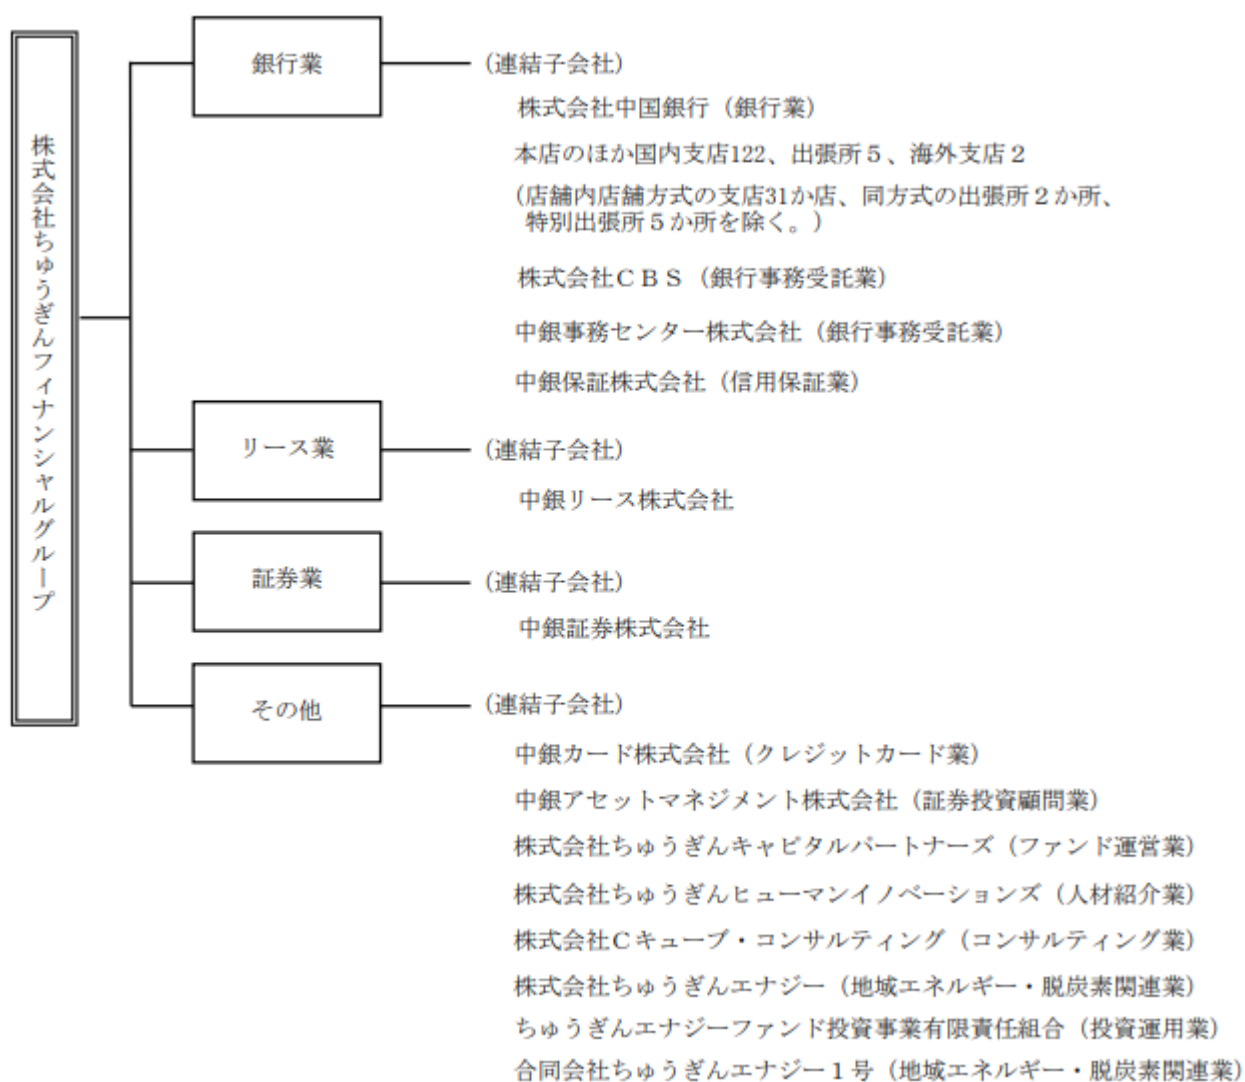 株式会社ちゅうぎんフィナンシャルグループ
銀行業
(連結子会社)
株式会社中国銀行（銀行業）
本店のほか国内支店122、出張所５、海外支店２
(店舗内店舗方式の支店31か店、同方式の出張所２か所、
特別出張所５か所を除く。)
株式会社ＣＢＳ（銀行事務受託業）
中銀事務センター株式会社（銀行事務受託業）
中銀保証株式会社（信用保証業）
リース業
(連結子会社)
中銀リース株式会社
証券業
(連結子会社)
中銀証券株式会社
その他
(連結子会社)
中銀カード株式会社（クレジットカード業）
中銀アセットマネジメント株式会社（証券投資顧問業）
株式会社ちゅうぎんキャピタルパートナーズ（ファンド運営業）
株式会社ちゅうぎんヒューマンイノベーションズ（人材紹介業）
株式会社Ｃキューブ・コンサルティング（コンサルティング業）
株式会社ちゅうぎんエナジー（地域エネルギー・脱炭素関連業）
ちゅうぎんエナジーファンド投資事業有限責任組合（投資運用業）
合同会社ちゅうぎんエナジー１号（地域エネルギー・脱炭素関連業）